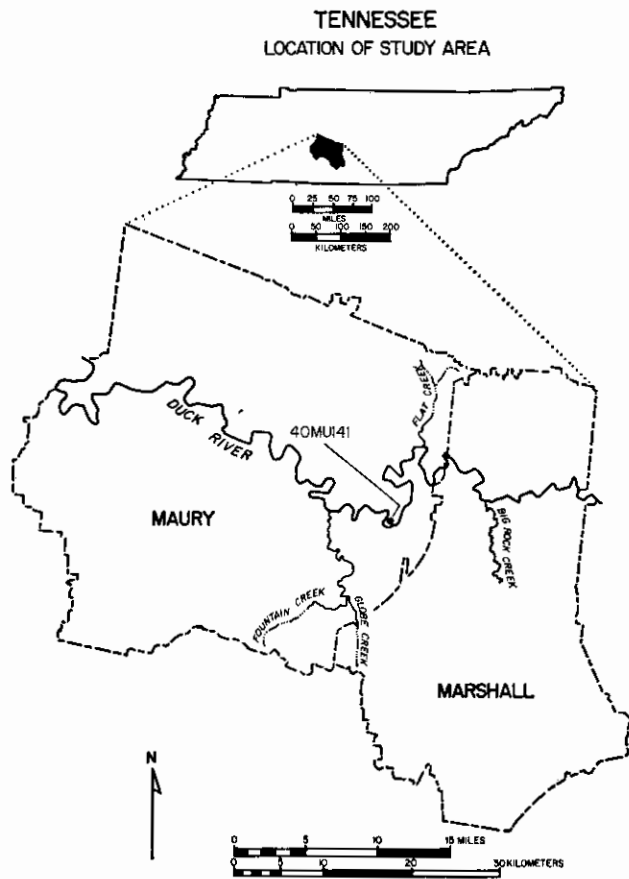 TENNESSEE
LOCATION OF STUDY AREA
0 25 50 75 100
MILES
0 50 100 150 200
KILOMETERS
FLAT CREEK
DUCK RIVER
40MU141
MAURY
BIG ROCK CREEK
FOUNTAIN CREEK
GLOBE CREEK
MARSHALL
N
0 5 10 15 MILES
0 5 10 20 30 KILOMETERS